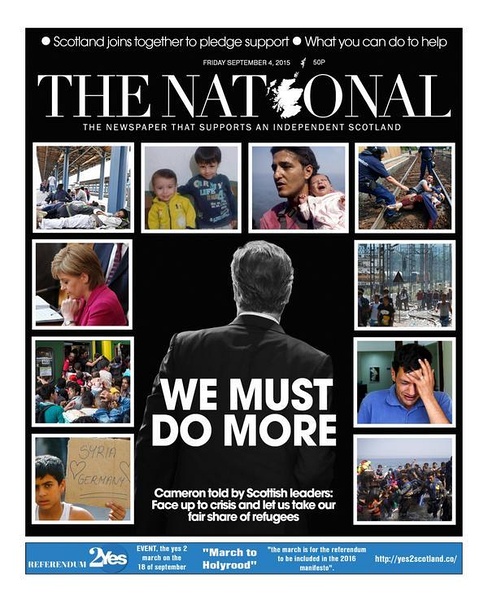 ● Scotland joins together to pledge support ● What you can do to help
FRIDAY SEPTEMBER 4, 2015 50P
THE NATIONAL
THE NEWSPAPER THAT SUPPORTS AN INDEPENDENT SCOTLAND
WE MUST
DO MORE
Cameron told by Scottish leaders:
Face up to crisis and let us take our
fair share of refugees
SYRIA
GERMANY
REFERENDUM 2Yes
EVENT, the yes 2
march on the
18 of september
"March to
Holyrood"
"the march is for the referendum
to be included in the 2016
manifesto".
http://yes2scotland.co/